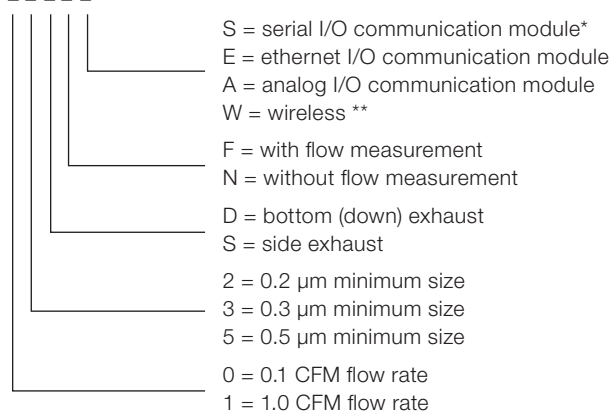 S = serial I/O communication module*
E = ethernet I/O communication module
A = analog I/O communication module
W = wireless **
F = with flow measurement
N = without flow measurement
D = bottom (down) exhaust
S = side exhaust
2 = 0.2 µm minimum size
3 = 0.3 µm minimum size
5 = 0.5 µm minimum size
0 = 0.1 CFM flow rate
1 = 1.0 CFM flow rate